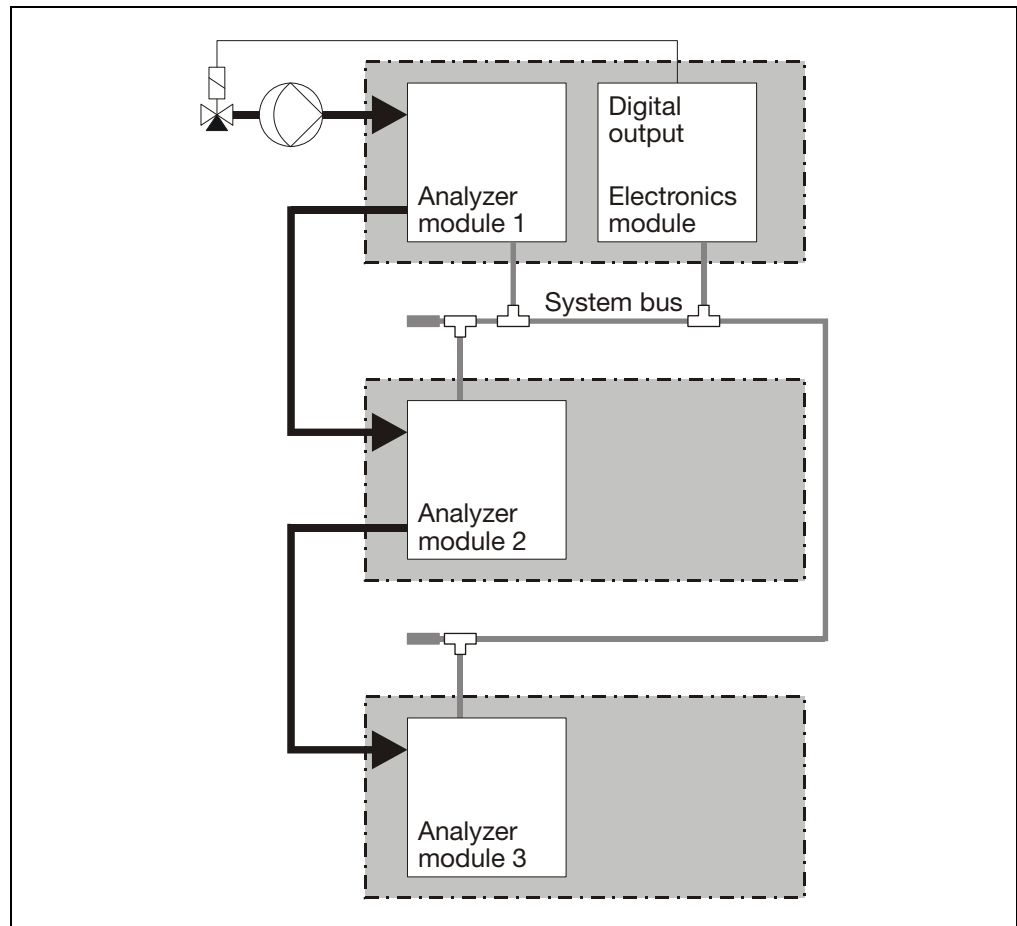 Digital
output
Electronics
module
Analyzer
module 1
System bus
Analyzer
module 2
Analyzer
module 3